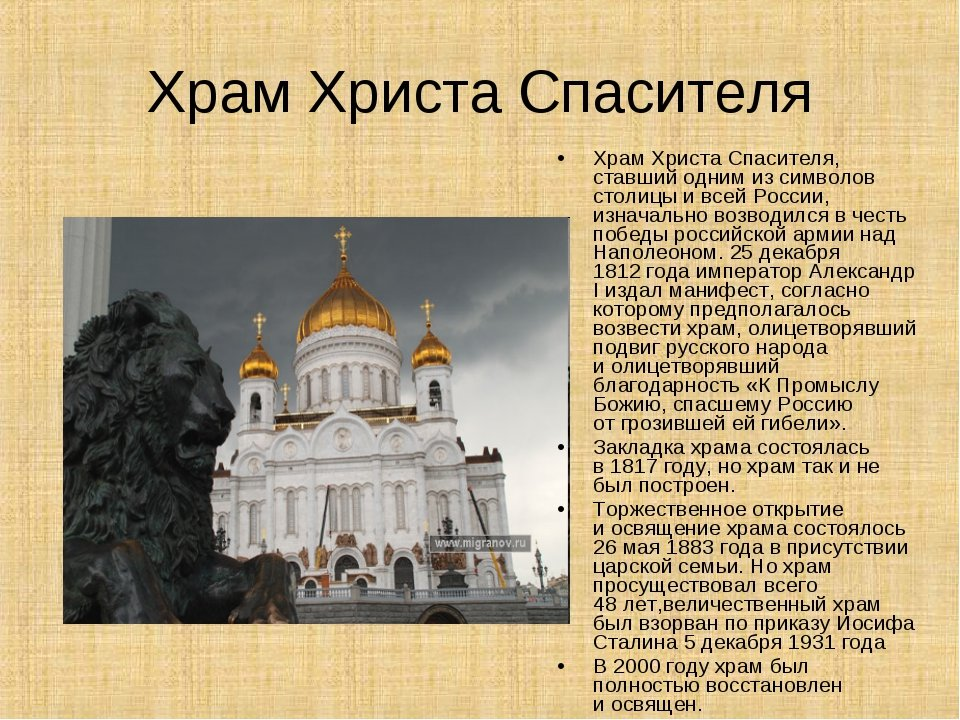 Храм Христа Спасителя
• Храм Христа Спасителя,
ставший одним из символов
столицы и всей России,
изначально возводился в честь
победы российской армии над
Наполеоном. 25 декабря
1812 года император Александр
I издал манифест, согласно
которому предполагалось
возвести храм, олицетворявший
подвиг русского народа
и олицетворявший
благодарность «К Промыслу
Божию, спасшему Россию
от грозившей ей гибели».
• Закладка храма состоялась
в 1817 году, но храм так и не
был построен.
• Торжественное открытие
и освящение храма состоялось
26 мая 1883 года в присутствии
царской семьи. Но храм
просуществовал всего
48 лет,величественный храм
был взорван по приказу Иосифа
Сталина 5 декабря 1931 года
• В 2000 году храм был
полностью восстановлен
и освящен.
www.migranov.ru